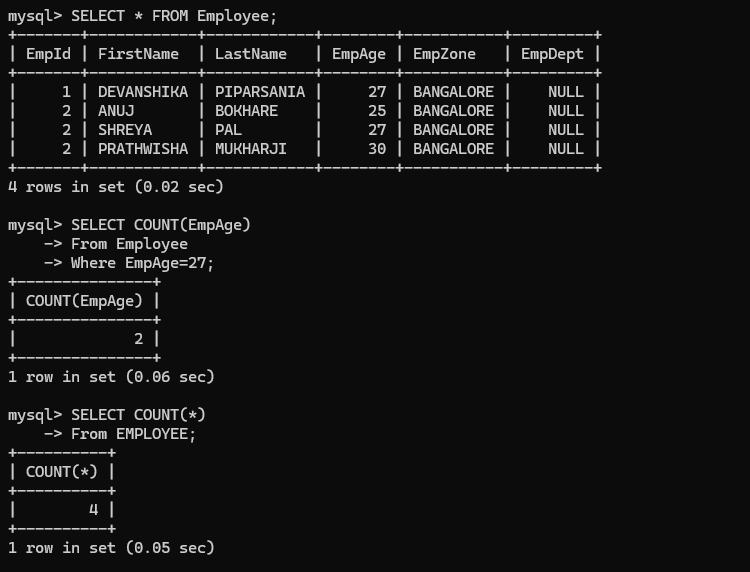 mysql> SELECT * FROM Employee;
+-------+------------+------------+--------+-----------+---------+
| EmpId | FirstName  | LastName   | EmpAge | EmpZone   | EmpDept |
+-------+------------+------------+--------+-----------+---------+
|     1 | DEVANSHIKA | PIPARSANIA |     27 | BANGALORE |    NULL |
|     2 | ANUJ       | BOKHARE    |     25 | BANGALORE |    NULL |
|     2 | SHREYA     | PAL        |     27 | BANGALORE |    NULL |
|     2 | PRATHWISHA | MUKHARJI   |     30 | BANGALORE |    NULL |
+-------+------------+------------+--------+-----------+---------+
4 rows in set (0.02 sec)

mysql> SELECT COUNT(EmpAge)
    -> From Employee
    -> Where EmpAge=27;
+---------------+
| COUNT(EmpAge) |
+---------------+
|             2 |
+---------------+
1 row in set (0.06 sec)

mysql> SELECT COUNT(*)
    -> From EMPLOYEE;
+----------+
| COUNT(*) |
+----------+
|        4 |
+----------+
1 row in set (0.05 sec)